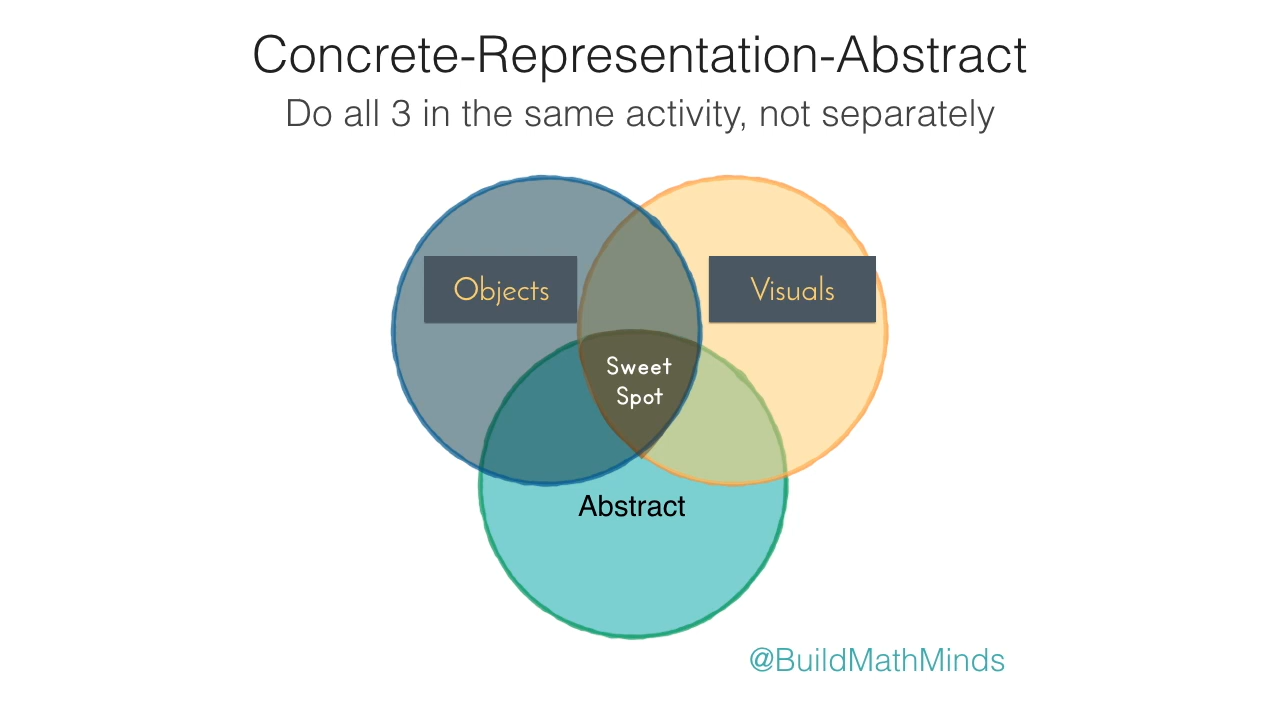 Concrete-Representation-Abstract
Do all 3 in the same activity, not separately
Objects
Visuals
Sweet
Spot
Abstract
@BuildMathMinds